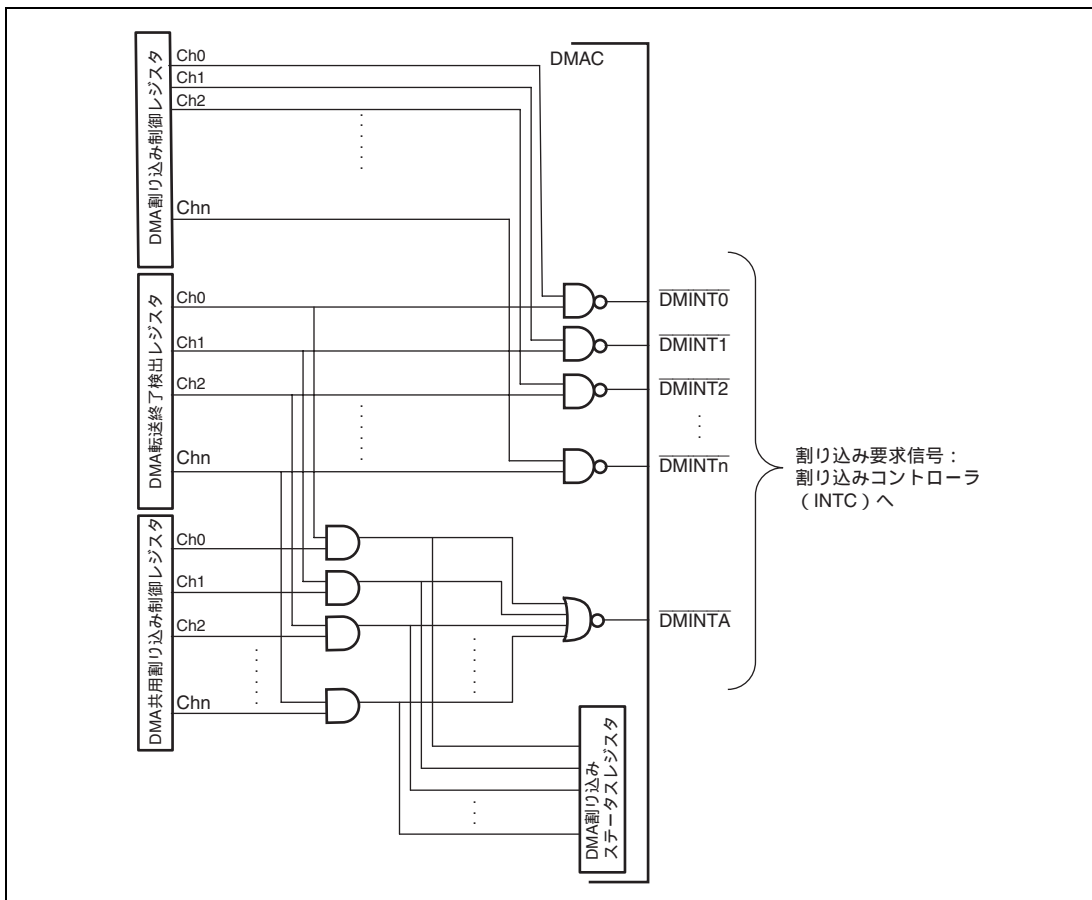 DMA割り込み制御レジスタ
Ch0
Ch1
Ch2
Chn
DMAC
DMA転送終了検出レジスタ
Ch0
Ch1
Ch2
Chn
DMINT0
DMINT1
DMINT2
DMINTn
割り込み要求信号：
割り込みコントローラ
（INTC）へ
DMA共用割り込み制御レジスタ
Ch0
Ch1
Ch2
Chn
DMINTA
DMA割り込み
ステータスレジスタ